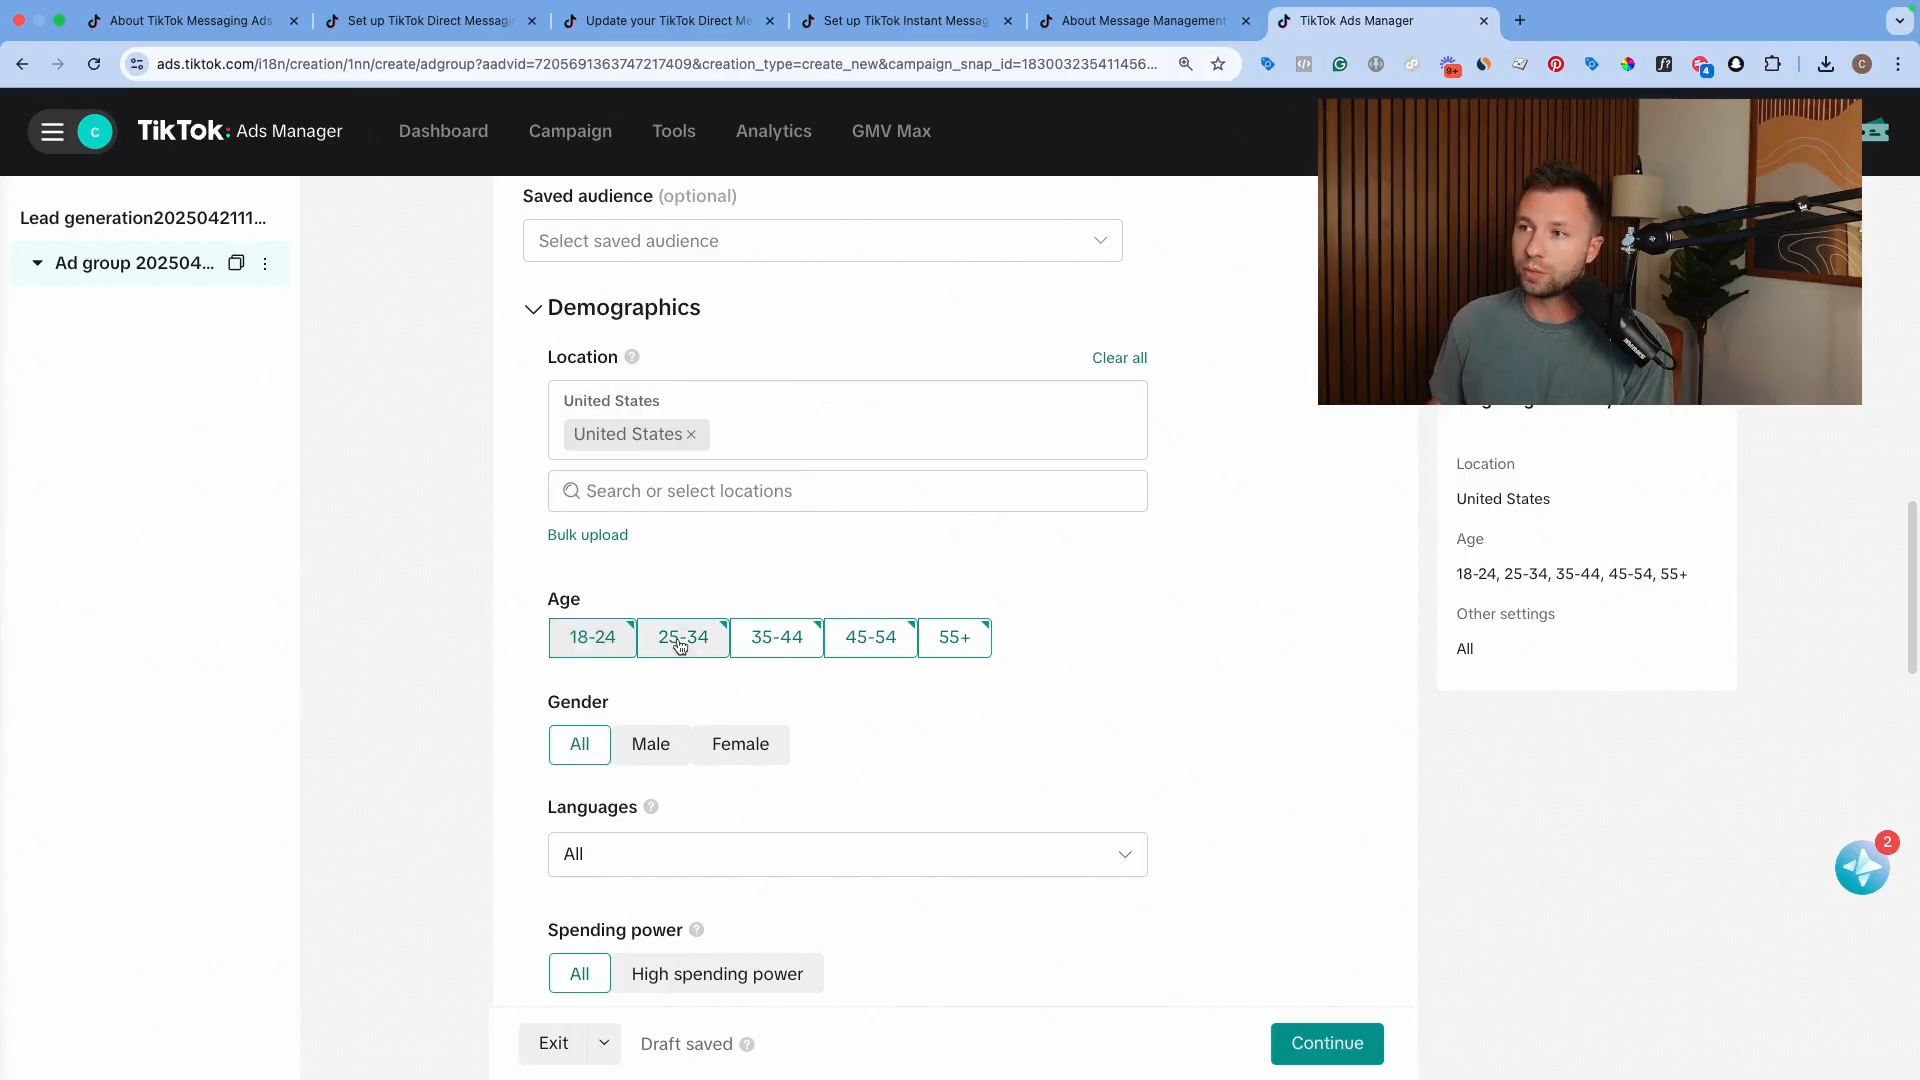 About TikTok Messaging Ads
Set up TikTok Direct Messagi
Update your TikTok Direct Me
Set up TikTok Instant Messag
About Message Management
TikTok Ads Manager
ads.tiktok.com/i18n/creation/1nn/create/adgroup?aadvid=7205691363747217409&creation_type=create_new&campaign_snap_id=183003235411456...
9+
4
C
C
TikTok: Ads Manager
Dashboard
Campaign
Tools
Analytics
GMV Max
Lead generation2025042111...
Ad group 202504...
Saved audience (optional)
Select saved audience
Demographics
Location
Clear all
United States
United States
Search or select locations
Bulk upload
Age
18-24
25-34
35-44
45-54
55+
Gender
All
Male
Female
Languages
All
Spending power
All
High spending power
Exit
Draft saved
Continue
Location
United States
Age
18-24, 25-34, 35-44, 45-54, 55+
Other settings
All
2